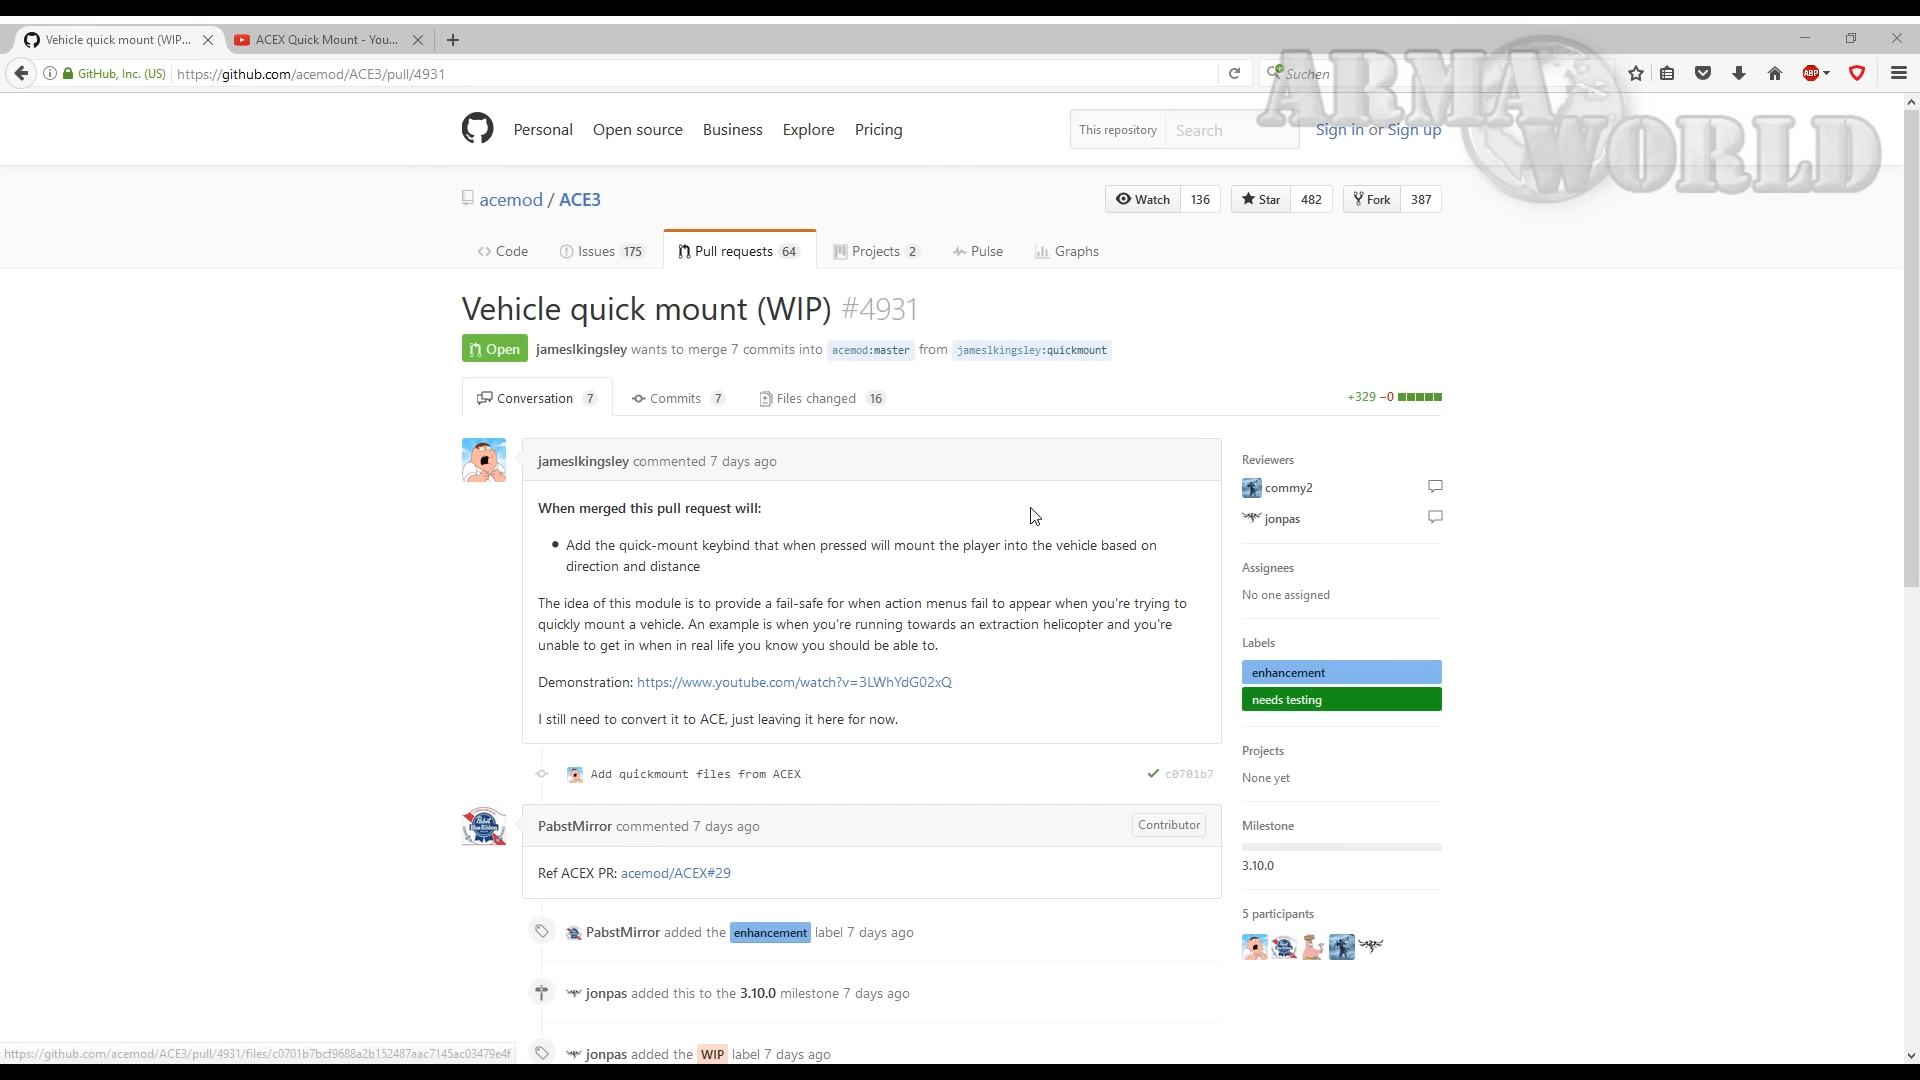 Vehicle quick mount (WIP...
ACEX Quick Mount - You...
GitHub, Inc. (US)
https://github.com/acemod/ACE3/pull/4931
Suchen
ABP
ARMA
WORLD
Personal
Open source
Business
Explore
Pricing
This repository
Search
Sign in or Sign up
acemod / ACE3
Watch 136
Star 482
Fork 387
Code
Issues 175
Pull requests 64
Projects 2
Pulse
Graphs
Vehicle quick mount (WIP) #4931
Open
jameslkingsley wants to merge 7 commits into acemod:master from jameslkingsley:quickmount
Conversation 7
Commits 7
Files changed 16
+329 −0
jameslkingsley commented 7 days ago
When merged this pull request will:
• Add the quick-mount keybind that when pressed will mount the player into the vehicle based on
direction and distance
The idea of this module is to provide a fail-safe for when action menus fail to appear when you're trying to
quickly mount a vehicle. An example is when you're running towards an extraction helicopter and you're
unable to get in when in real life you know you should be able to.
Demonstration: https://www.youtube.com/watch?v=3LWhYdG02xQ
I still need to convert it to ACE, just leaving it here for now.
Add quickmount files from ACEX
c0701b7
PabstMirror commented 7 days ago
Contributor
Ref ACEX PR: acemod/ACEX#29
PabstMirror added the enhancement label 7 days ago
jonpas added this to the 3.10.0 milestone 7 days ago
jonpas added the WIP label 7 days ago
Reviewers
commy2
jonpas
Assignees
No one assigned
Labels
enhancement
needs testing
Projects
None yet
Milestone
3.10.0
5 participants
https://github.com/acemod/ACE3/pull/4931/files/c0701b7bcf9688a2b152487aac7145ac03479e4f